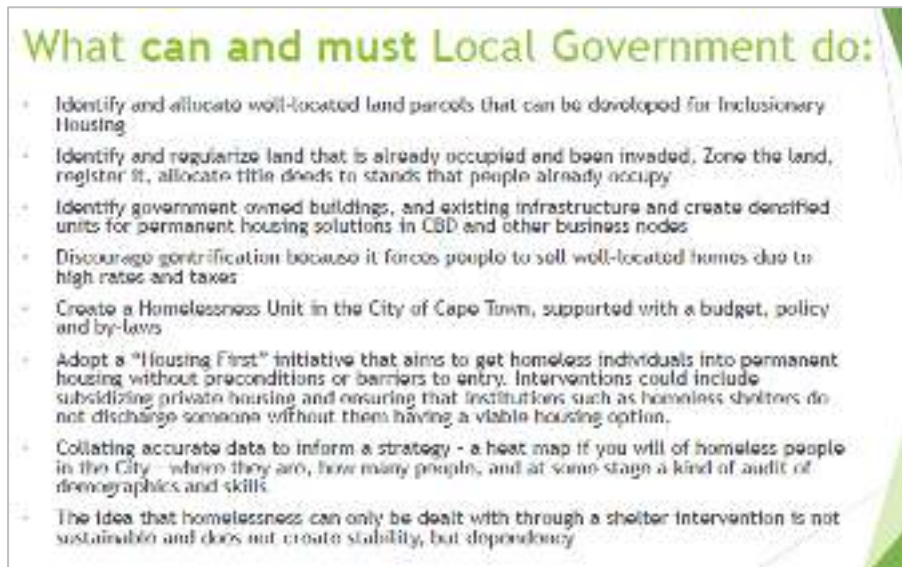 What can and must Local Government do:
- Identify and allocate well-located land parcels that can be developed for Inclusionary
Housing
- Identify and regularize land that is already occupied and been invaded. Zone the land,
register it, allocate title deeds to stands that people already occupy
- Identify government owned buildings, and existing infrastructure and create densified
units for permanent housing solutions in CBD and other business nodes
- Discourage gentrification because it forces people to sell well-located homes due to
high rates and taxes
- Create a Homelessness Unit in the City of Cape Town, supported with a budget, policy
and by-laws
- Adopt a "Housing First" initiative that aims to get homeless individuals into permanent
housing without preconditions or barriers to entry. Interventions could include
subsidizing private housing and ensuring that institutions such as homeless shelters do
not discharge someone without them having a viable housing option.
- Collating accurate data to inform a strategy - a heat map if you will of homeless people
in the City - where they are, how many people, and at some stage a kind of audit of
demographics and skills
- The idea that homelessness can only be dealt with through a shelter intervention is not
sustainable and does not create stability, but dependency